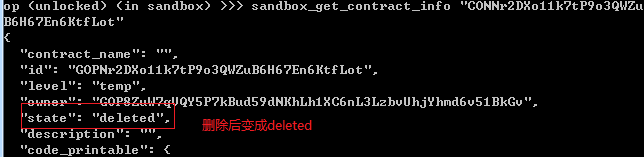 op (unlocked) (in sandbox) >>> sandbox_get_contract_info "CONNr2DXo11k7tP9o3QWZu
B6H67En6KtfLot"
{
"contract_name": "",
"id": "GOPNr2DXo11k7tP9o3QWZuB6H67En6KtfLot",
"level": "temp",
"owner": "GOP8ZuW7qVQY5P7kBud59dNKhLh1XC6nL3LzbvUhjYhmd6v51BkGv",
"state": "deleted",
删除后变成deleted
"description": "",
"code_printable": {